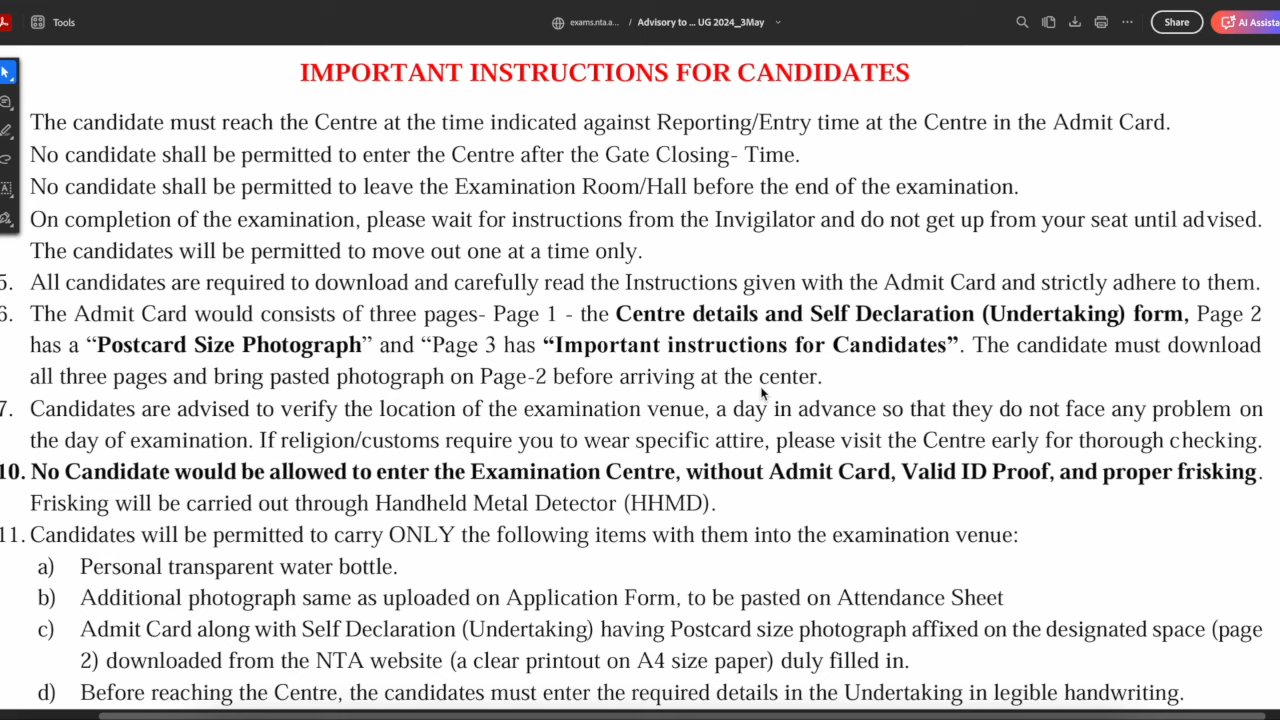 Tools
exams.nta.a... / Advisory to ... UG 2024_3May
Share
AI Assista
IMPORTANT INSTRUCTIONS FOR CANDIDATES
The candidate must reach the Centre at the time indicated against Reporting/Entry time at the Centre in the Admit Card.
No candidate shall be permitted to enter the Centre after the Gate Closing- Time.
No candidate shall be permitted to leave the Examination Room/Hall before the end of the examination.
On completion of the examination, please wait for instructions from the Invigilator and do not get up from your seat until advised.
The candidates will be permitted to move out one at a time only.
5. All candidates are required to download and carefully read the Instructions given with the Admit Card and strictly adhere to them.
6. The Admit Card would consists of three pages- Page 1 - the Centre details and Self Declaration (Undertaking) form, Page 2
has a “Postcard Size Photograph” and “Page 3 has “Important instructions for Candidates”. The candidate must download
all three pages and bring pasted photograph on Page-2 before arriving at the center.
7. Candidates are advised to verify the location of the examination venue, a day in advance so that they do not face any problem on
the day of examination. If religion/customs require you to wear specific attire, please visit the Centre early for thorough checking.
10. No Candidate would be allowed to enter the Examination Centre, without Admit Card, Valid ID Proof, and proper frisking.
Frisking will be carried out through Handheld Metal Detector (HHMD).
11. Candidates will be permitted to carry ONLY the following items with them into the examination venue:
a) Personal transparent water bottle.
b) Additional photograph same as uploaded on Application Form, to be pasted on Attendance Sheet
c) Admit Card along with Self Declaration (Undertaking) having Postcard size photograph affixed on the designated space (page
2) downloaded from the NTA website (a clear printout on A4 size paper) duly filled in.
d) Before reaching the Centre, the candidates must enter the required details in the Undertaking in legible handwriting.